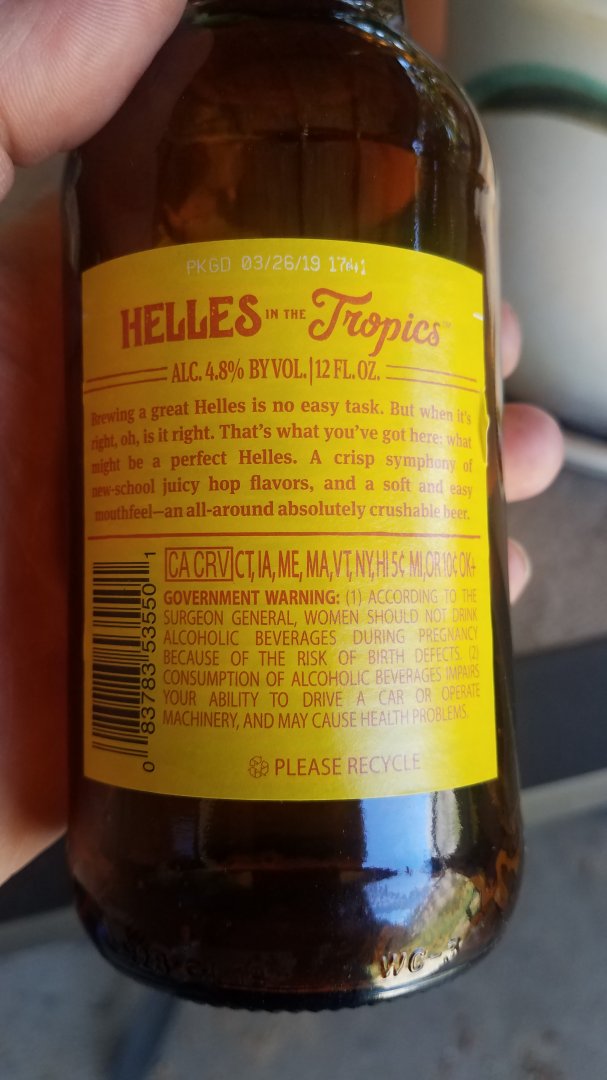 PKGD 03/26/19
HELLES IN THE Tropics™
ALC. 4.8% BY VOL. | 12 FL. OZ.
Brewing a great Helles is no easy task. But when it's
right, oh, is it right. That's what you've got here: what
might be a perfect Helles. A crisp symphony of
new-school juicy hop flavors, and a soft and easy
mouthfeel—an all-around absolutely crushable beer.
CA CRV CT, IA, ME, MA, VT, NY, HI 5¢ MI, OR 10¢ OK+
GOVERNMENT WARNING: (1) ACCORDING TO THE
SURGEON GENERAL, WOMEN SHOULD NOT DRINK
ALCOHOLIC BEVERAGES DURING PREGNANCY
BECAUSE OF THE RISK OF BIRTH DEFECTS. (2)
CONSUMPTION OF ALCOHOLIC BEVERAGES IMPAIRS
YOUR ABILITY TO DRIVE A CAR OR OPERATE
MACHINERY, AND MAY CAUSE HEALTH PROBLEMS.
0 83783 53550 1
PLEASE RECYCLE